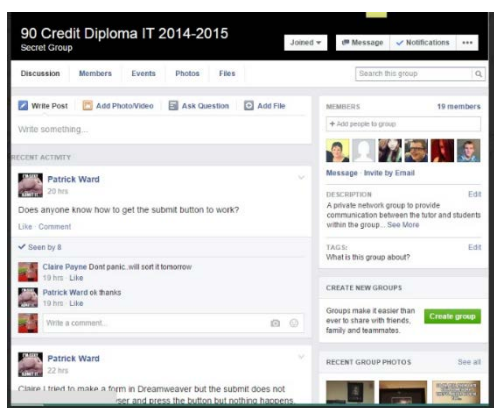 90 Credit Diploma IT 2014-2015
Secret Group
Joined
Message
Notifications
Discussion Members Events Photos Files
Search this group
Write Post Add Photo/Video Ask Question Add File
Write something...
RECENT ACTIVITY
Patrick Ward
20 hrs
Does anyone know how to get the submit button to work?
Like · Comment
Seen by 8
Claire Payne Dont panic..will sort it tomorrow
19 hrs · Like
Patrick Ward ok thanks
19 hrs · Like
Write a comment...
Patrick Ward
22 hrs
Claire I tried to make a form in Dreamweaver but the submit does not
and press the button but nothing happens.
MEMBERS 19 members
+ Add people to group
Message · Invite by Email
DESCRIPTION Edit
A private network group to provide
communication between the tutor and students
within the group... See More
TAGS: Edit
What is this group about?
CREATE NEW GROUPS
Groups make it easier than
ever to share with friends,
family and teammates.
Create group
RECENT GROUP PHOTOS See all